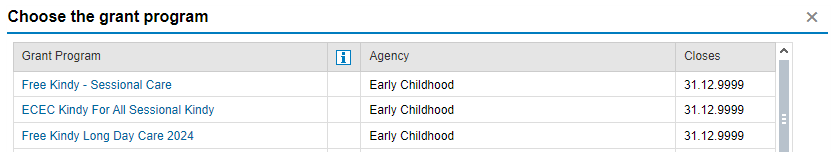 Choose the grant program
Grant Program i Agency Closes
Free Kindy - Sessional Care Early Childhood 31.12.9999
ECEC Kindy For All Sessional Kindy Early Childhood 31.12.9999
Free Kindy Long Day Care 2024 Early Childhood 31.12.9999